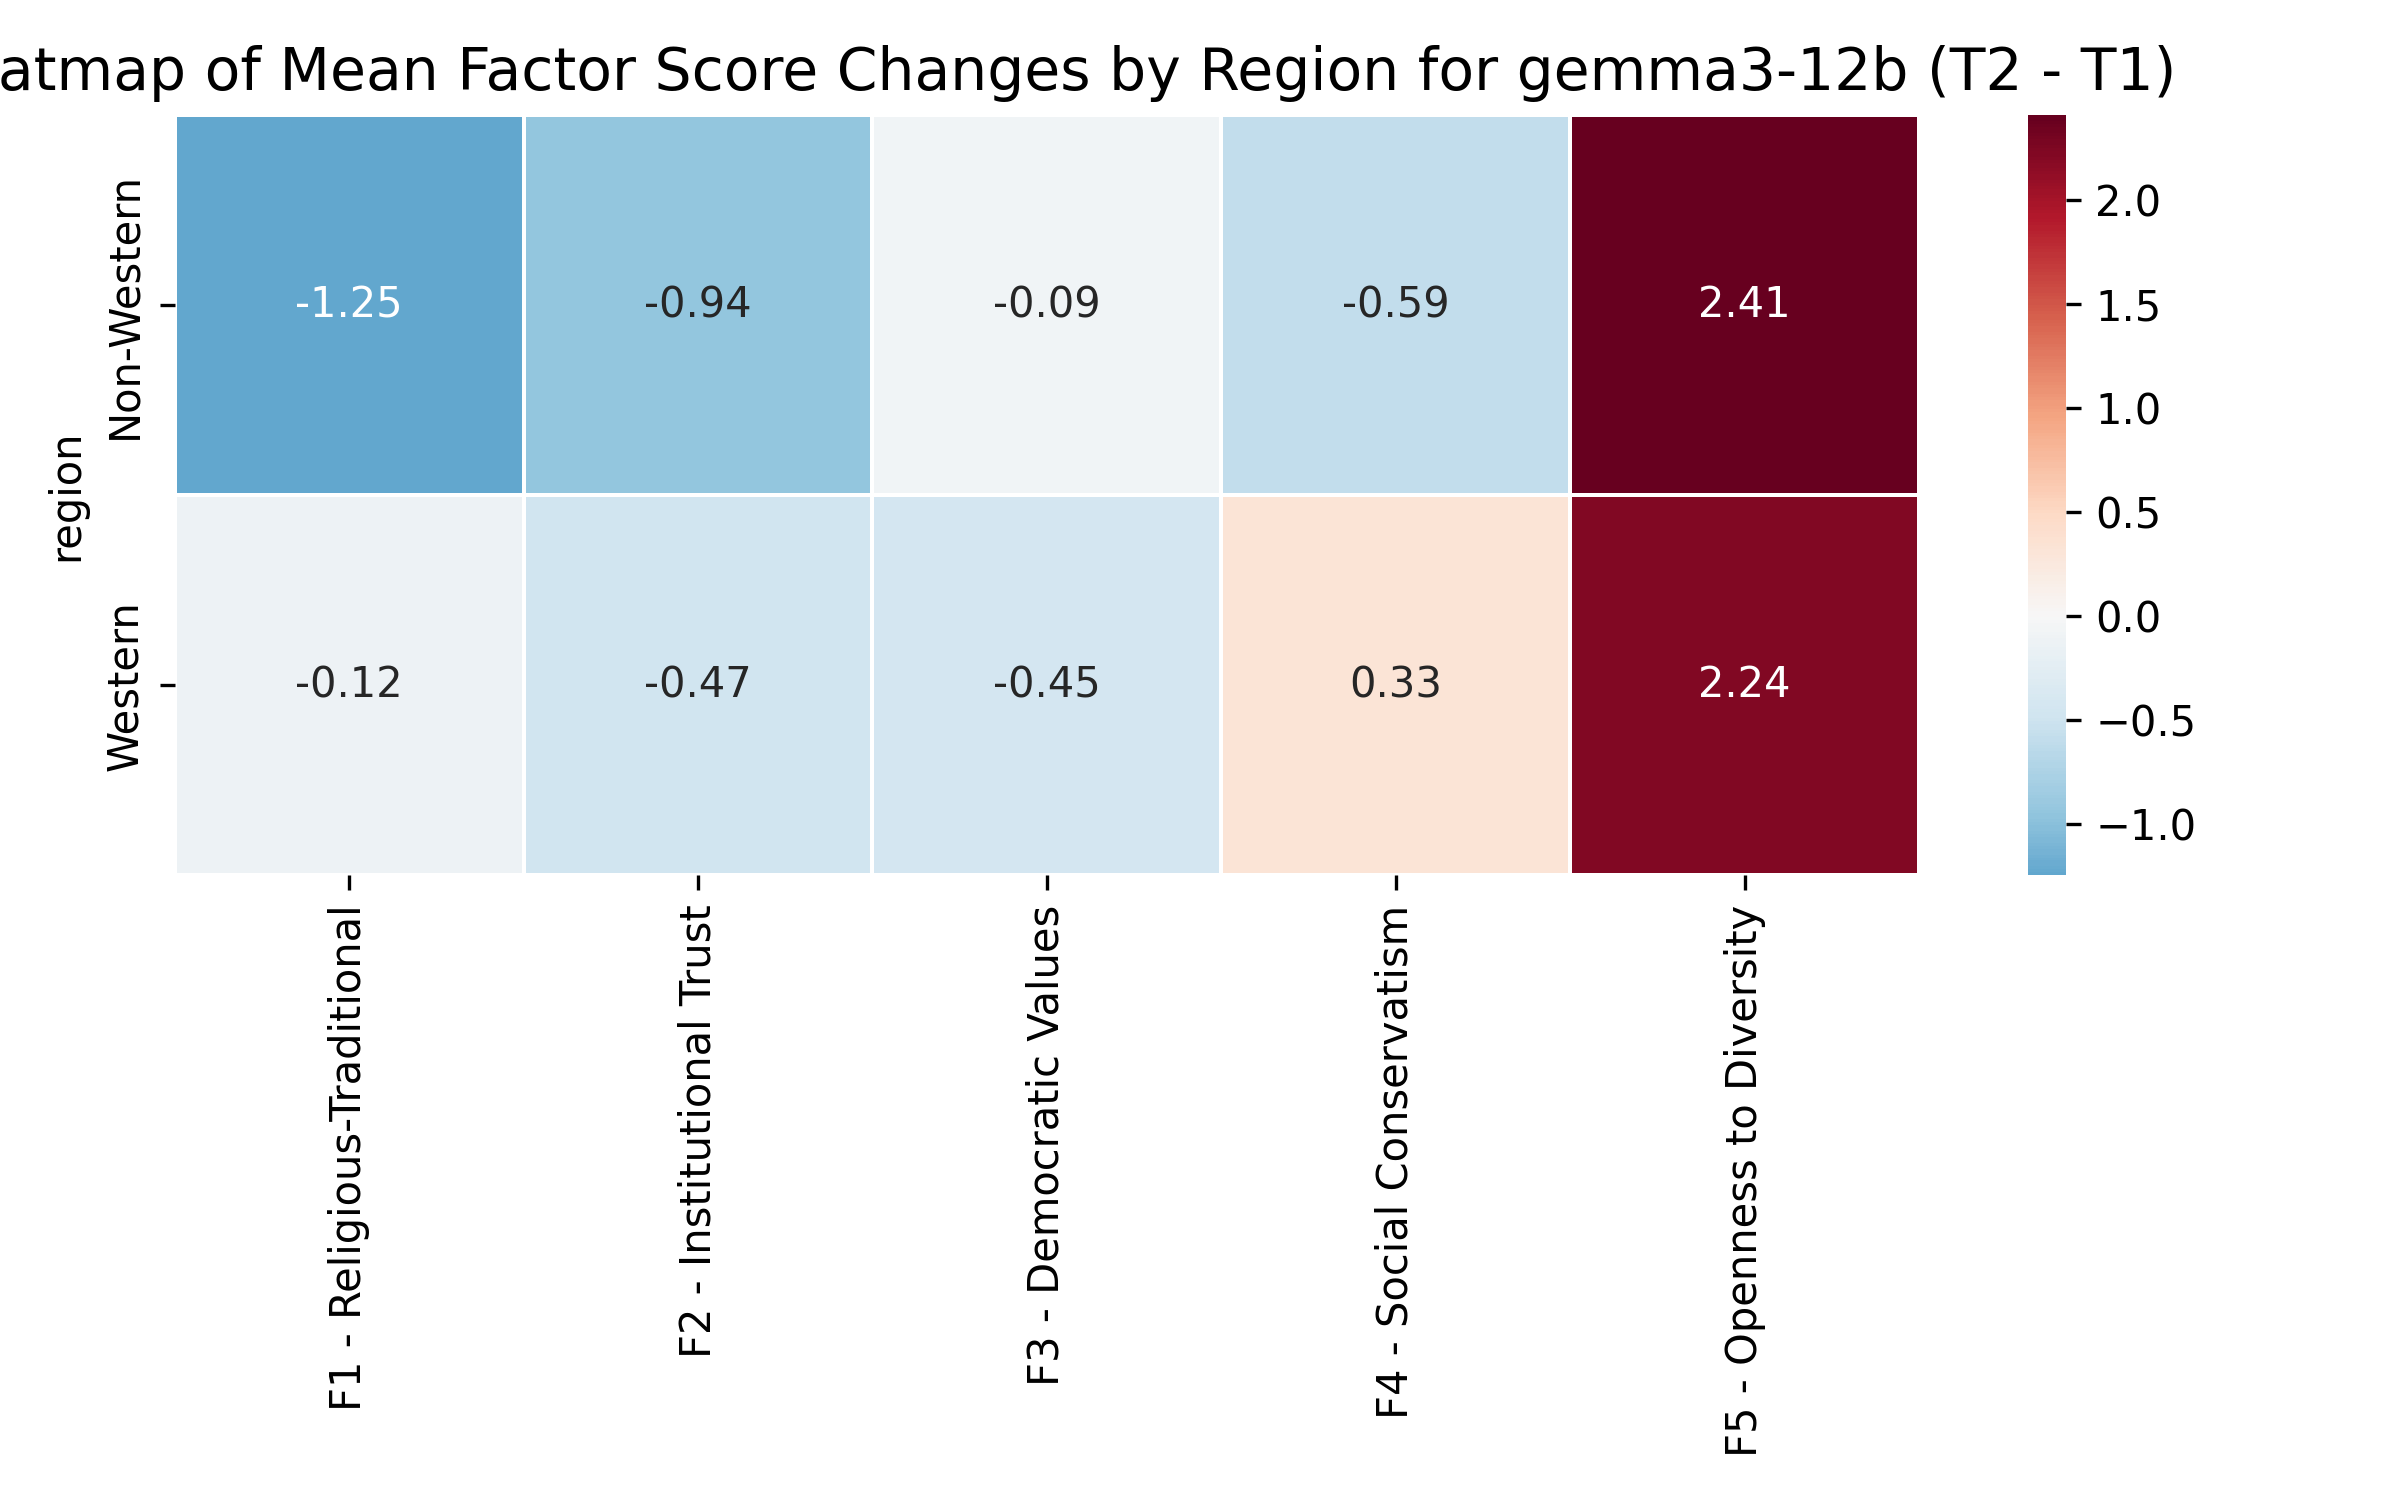 atmap of Mean Factor Score Changes by Region for gemma3-12b (T2 - T1)
region
Non-Western
-1.25 -0.94 -0.09 -0.59 2.41
Western
-0.12 -0.47 -0.45 0.33 2.24
F1 - Religious-Traditional
F2 - Institutional Trust
F3 - Democratic Values
F4 - Social Conservatism
F5 - Openness to Diversity
2.0
1.5
1.0
0.5
0.0
−0.5
−1.0